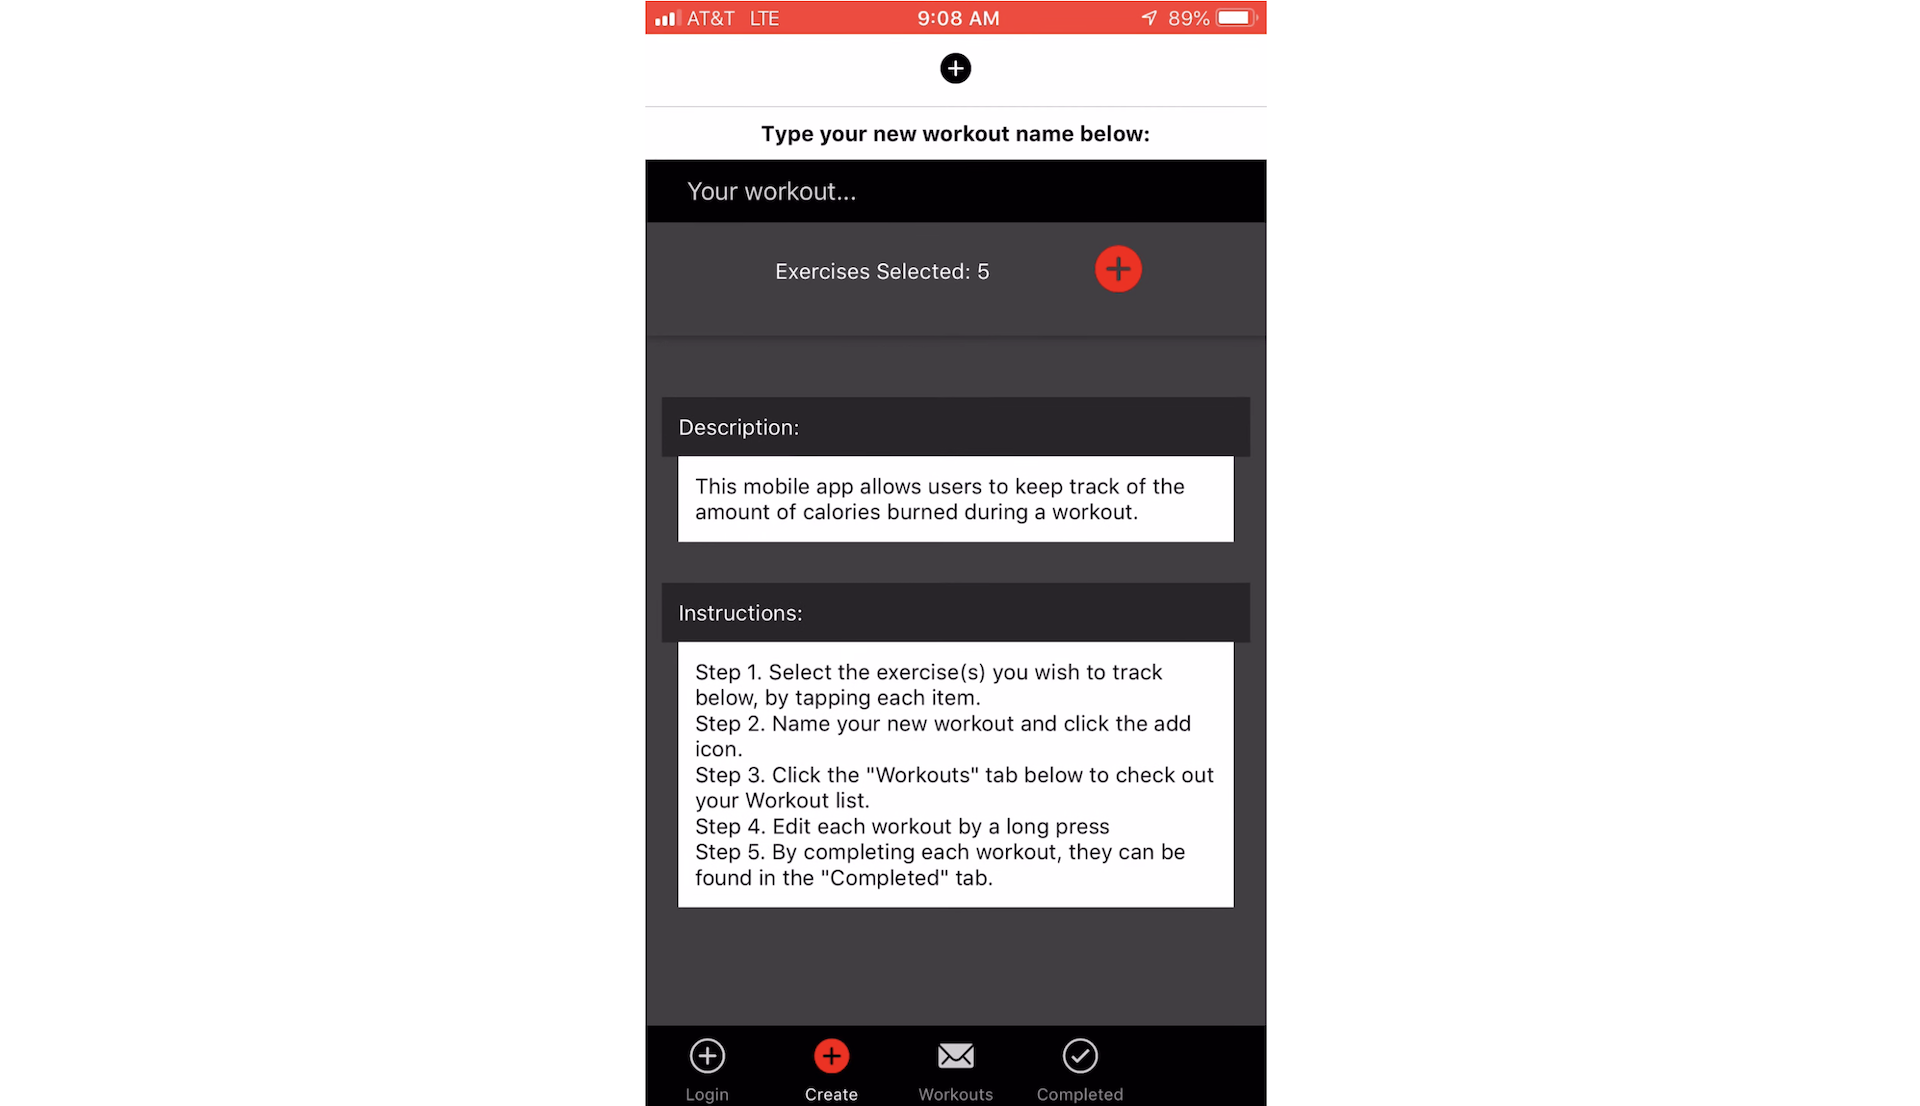 AT&T LTE 9:08 AM 89%
Type your new workout name below:
Your workout...
Exercises Selected: 5
Description:
This mobile app allows users to keep track of the
amount of calories burned during a workout.
Instructions:
Step 1. Select the exercise(s) you wish to track
below, by tapping each item.
Step 2. Name your new workout and click the add
icon.
Step 3. Click the "Workouts" tab below to check out
your Workout list.
Step 4. Edit each workout by a long press
Step 5. By completing each workout, they can be
found in the "Completed" tab.
Login Create Workouts Completed